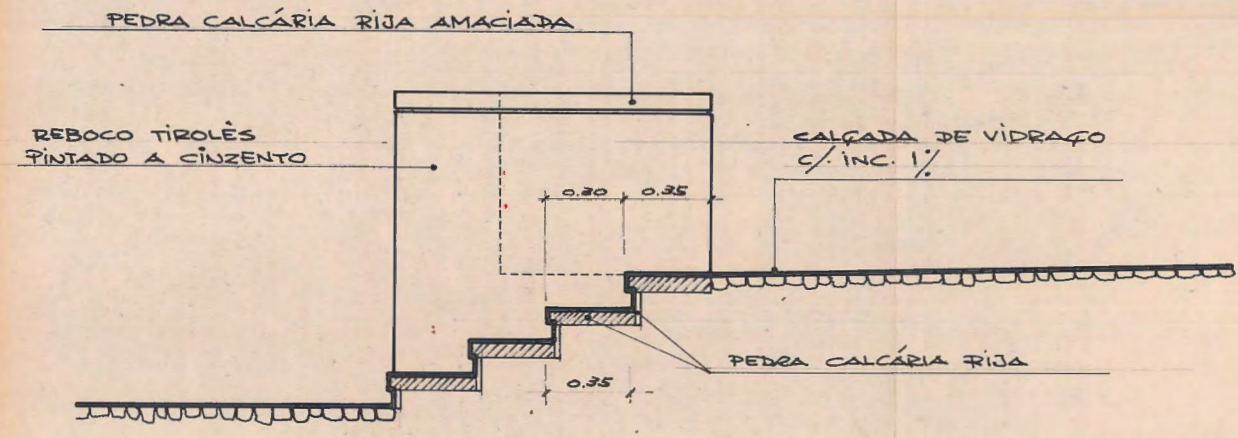 PEDRA CALCÁRIA RIJA AMACIADA
REBOCO TIROLÊS
PINTADO A CINZENTO
CALÇADA DE VIDRAÇO
C/. INC. 1%
0.30
0.35
PEDRA CALCÁRIA RIJA
0.35